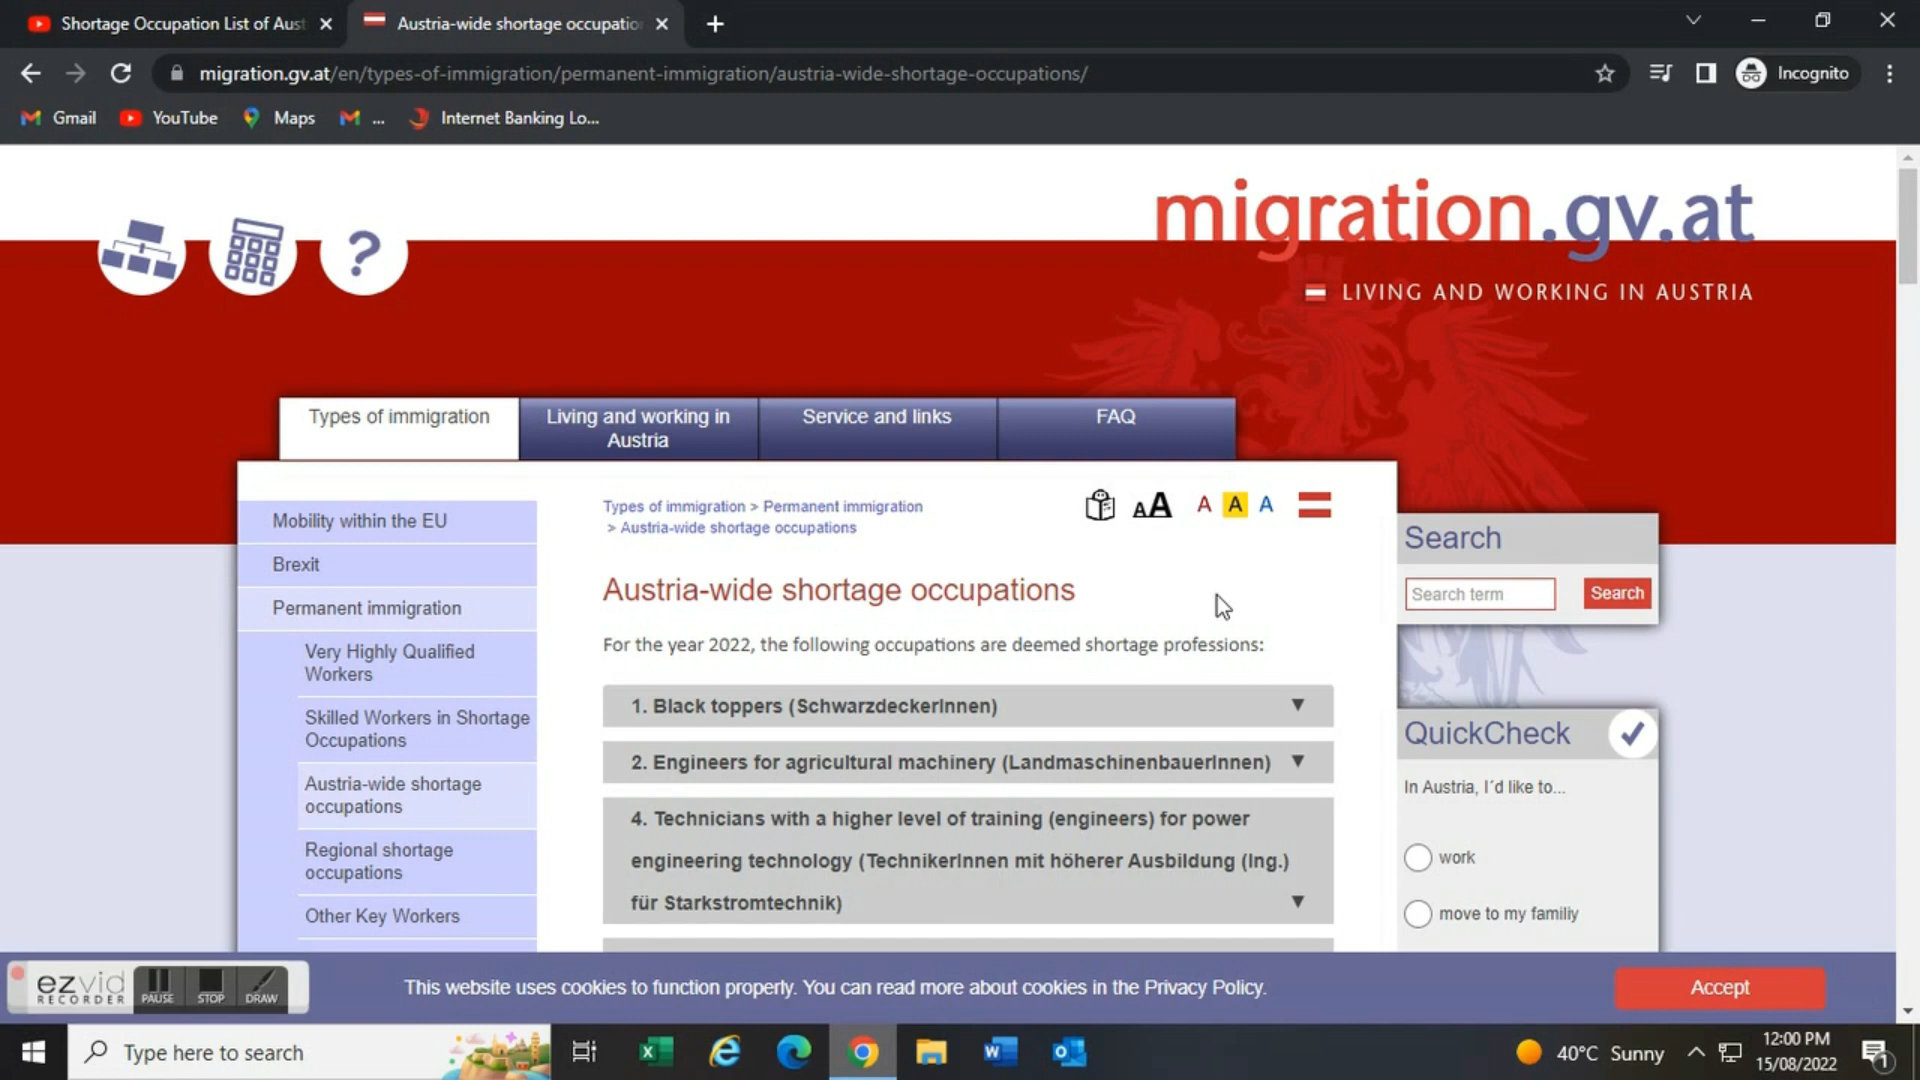 Shortage Occupation List of Aust
Austria-wide shortage occupatio
migration.gv.at/en/types-of-immigration/permanent-immigration/austria-wide-shortage-occupations/
Incognito
Gmail
YouTube
Maps
...
Internet Banking Lo...
migration.gv.at
LIVING AND WORKING IN AUSTRIA
?
Types of immigration
Living and working in
Austria
Service and links
FAQ
Mobility within the EU
Brexit
Permanent immigration
Very Highly Qualified
Workers
Skilled Workers in Shortage
Occupations
Austria-wide shortage
occupations
Regional shortage
occupations
Other Key Workers
Types of immigration > Permanent immigration
> Austria-wide shortage occupations
AA A A A
Austria-wide shortage occupations
For the year 2022, the following occupations are deemed shortage professions:
1. Black toppers (SchwarzdeckerInnen)
2. Engineers for agricultural machinery (LandmaschinenbauerInnen)
4. Technicians with a higher level of training (engineers) for power
engineering technology (TechnikerInnen mit höherer Ausbildung (Ing.)
für Starkstromtechnik)
Search
Search term
Search
QuickCheck
In Austria, I´d like to...
work
move to my familiy
ezvid
RECORDER
PAUSE
STOP
DRAW
This website uses cookies to function properly. You can read more about cookies in the Privacy Policy.
Accept
Type here to search
40°C Sunny
12:00 PM
15/08/2022
1